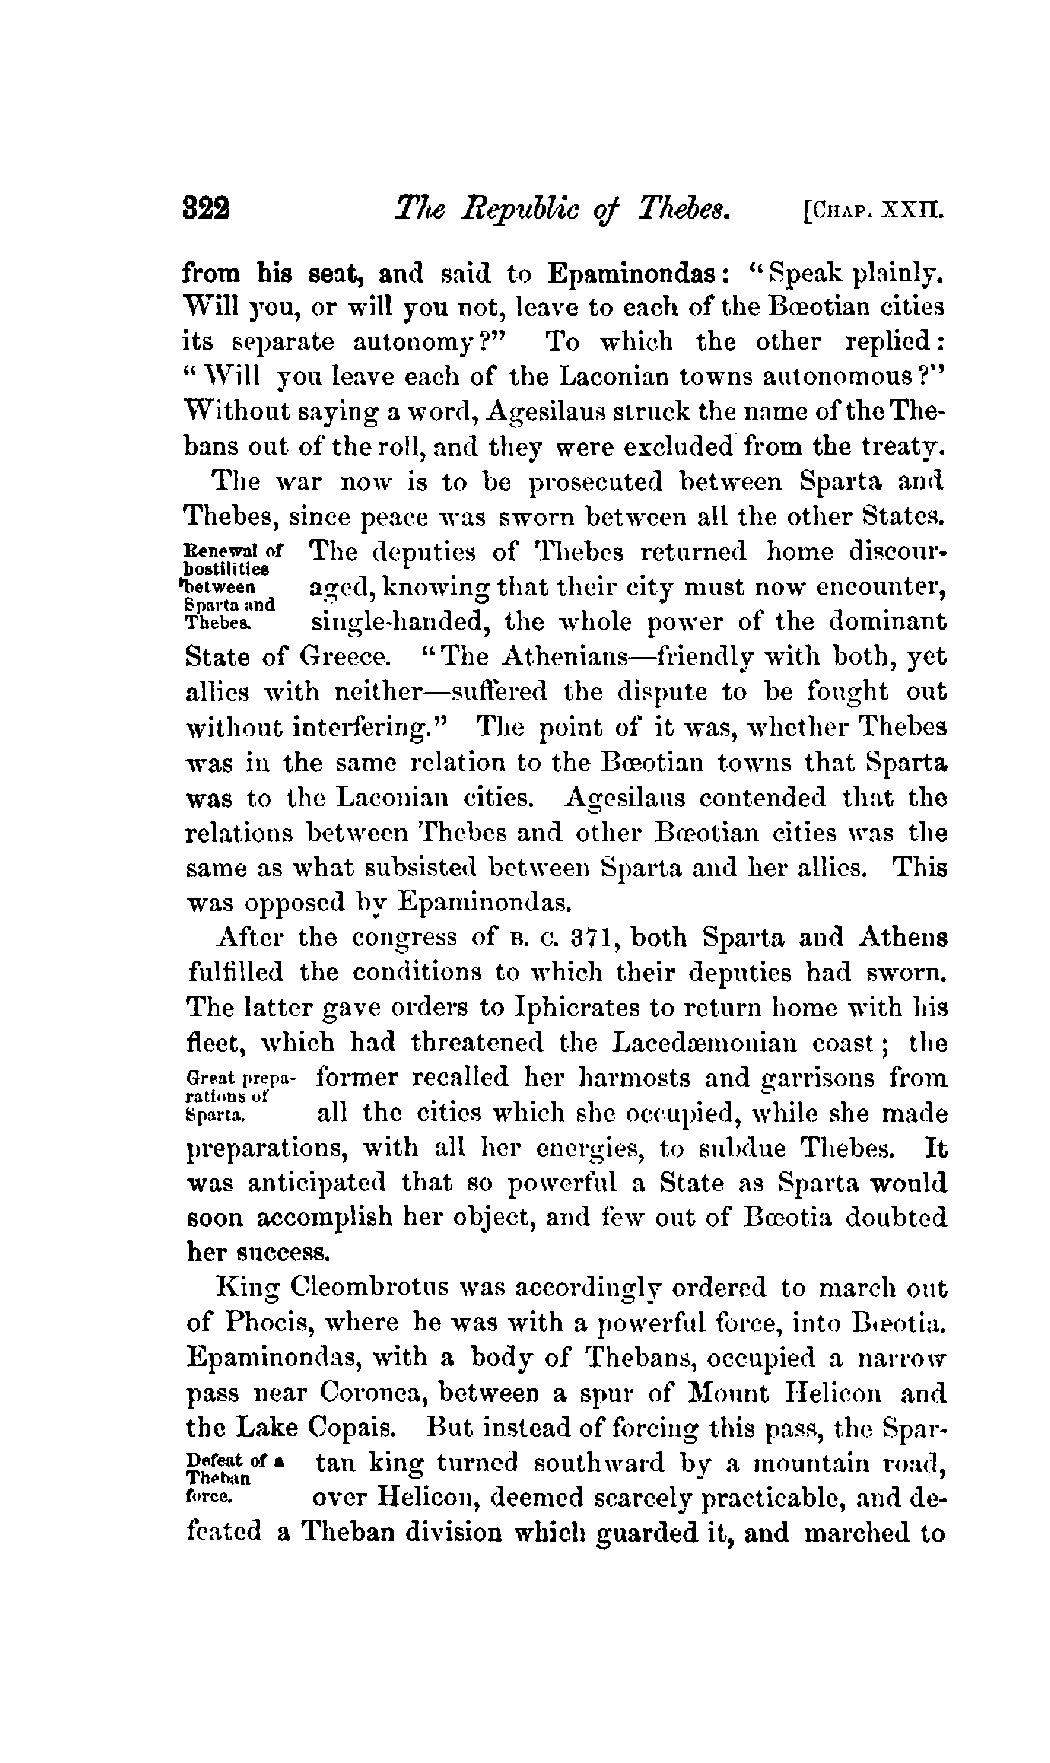 322 The Republic of Thebes. [CHAP. XXII.
from his seat, and said to Epaminondas: "Speak plainly.
Will you, or will you not, leave to each of the Bœotian cities
its separate autonomy?" To which the other replied:
"Will you leave each of the Laconian towns autonomous?"
Without saying a word, Agesilaus struck the name of the The-
bans out of the roll, and they were excluded from the treaty.
The war now is to be prosecuted between Sparta and
Thebes, since peace was sworn between all the other States.
Renewal of
hostilities
between
Sparta and
Thebes.
The deputies of Thebes returned home discour-
aged, knowing that their city must now encounter,
single-handed, the whole power of the dominant
State of Greece. "The Athenians—friendly with both, yet
allies with neither—suffered the dispute to be fought out
without interfering." The point of it was, whether Thebes
was in the same relation to the Bœotian towns that Sparta
was to the Laconian cities. Agesilaus contended that the
relations between Thebes and other Bœotian cities was the
same as what subsisted between Sparta and her allies. This
was opposed by Epaminondas.
After the congress of B. C. 371, both Sparta and Athens
fulfilled the conditions to which their deputies had sworn.
The latter gave orders to Iphicrates to return home with his
fleet, which had threatened the Lacedæmonian coast; the
Great prepa-
rations of
Sparta.
former recalled her harmosts and garrisons from
all the cities which she occupied, while she made
preparations, with all her energies, to subdue Thebes. It
was anticipated that so powerful a State as Sparta would
soon accomplish her object, and few out of Bœotia doubted
her success.
King Cleombrotus was accordingly ordered to march out
of Phocis, where he was with a powerful force, into Bœotia.
Epaminondas, with a body of Thebans, occupied a narrow
pass near Coronea, between a spur of Mount Helicon and
the Lake Copais. But instead of forcing this pass, the Spar-
Defeat of a
Theban
force.
tan king turned southward by a mountain road,
over Helicon, deemed scarcely practicable, and de-
feated a Theban division which guarded it, and marched to